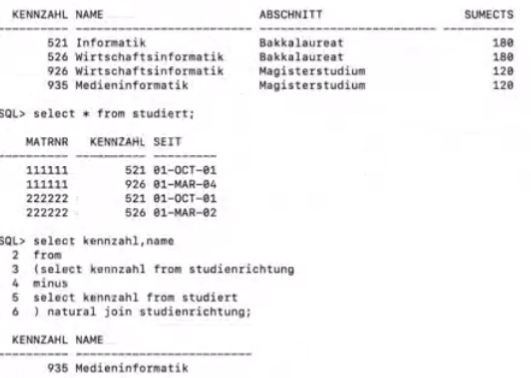 KENNZAHL NAME ABSCHNITT SUMECTS
521 Informatik Bakkalaureat 180
526 Wirtschaftsinformatik Bakkalaureat 180
926 Wirtschaftsinformatik Magisterstudium 120
935 Medieninformatik Magisterstudium 120
SQL> select * from studiert;
MATRNR KENNZAHL SEIT
111111 521 01-OCT-01
111111 926 01-MAR-04
222222 521 01-OCT-01
222222 526 01-MAR-02
SQL> select kennzahl,name
2 from
3 (select kennzahl from studienrichtung
4 minus
5 select kennzahl from studiert
6 ) natural join studienrichtung;
KENNZAHL NAME
935 Medieninformatik